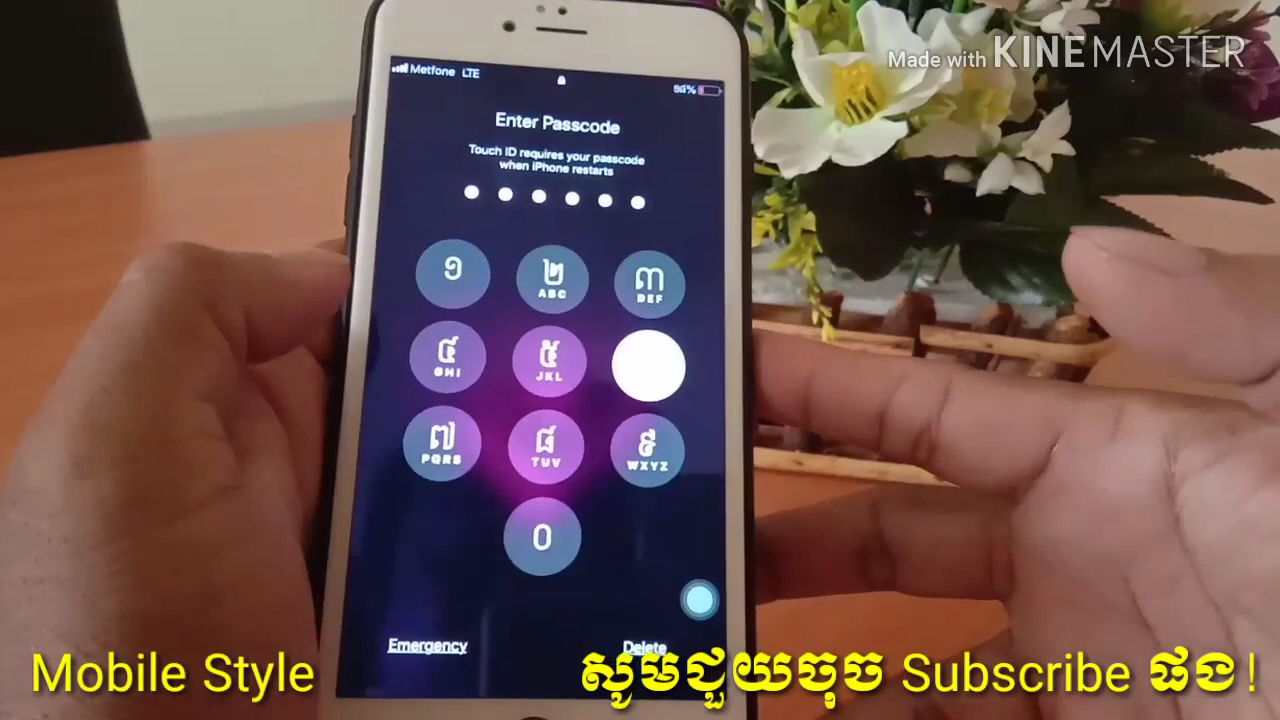 Made with KINEMASTER
Metfone LTE
Enter Passcode
Touch ID requires your passcode
when iPhone restarts
១ ២ ៣
ABC DEF
៤ ៥
GHI JKL
៧ ៨ ៩
PQRS TUV WXYZ
0
Emergency Delete
Mobile Style សូមជួយចុច Subscribe ផង!